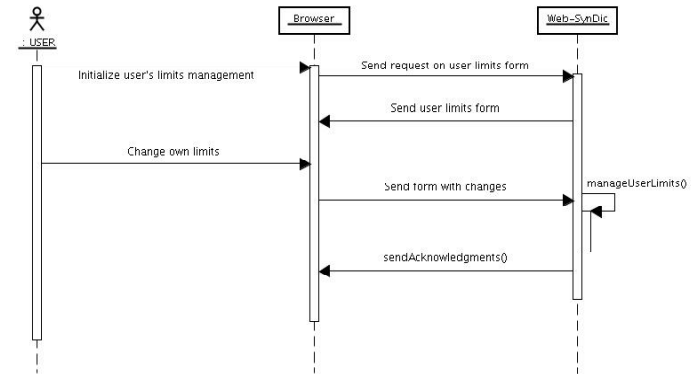 Browser
Web-SynDic
: USER
Send request on user limits form
Initialize user's limits management
Send user limits form
Change own limits
Send form with changes
manageUserLimits()
sendAcknowledgments()